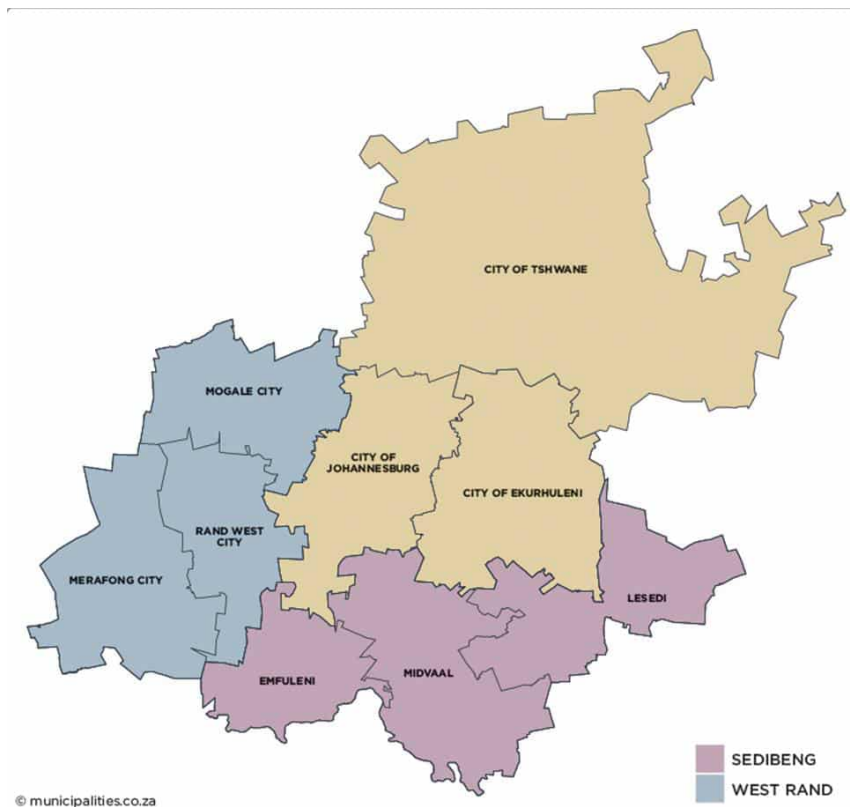 CITY OF TSHWANE
MOGALE CITY
CITY OF
JOHANNESBURG
CITY OF EKURHULENI
RAND WEST
CITY
MERAFONG CITY
LESEDI
EMFULENI
MIDVAAL
SEDIBENG
WEST RAND
© municipalities.co.za